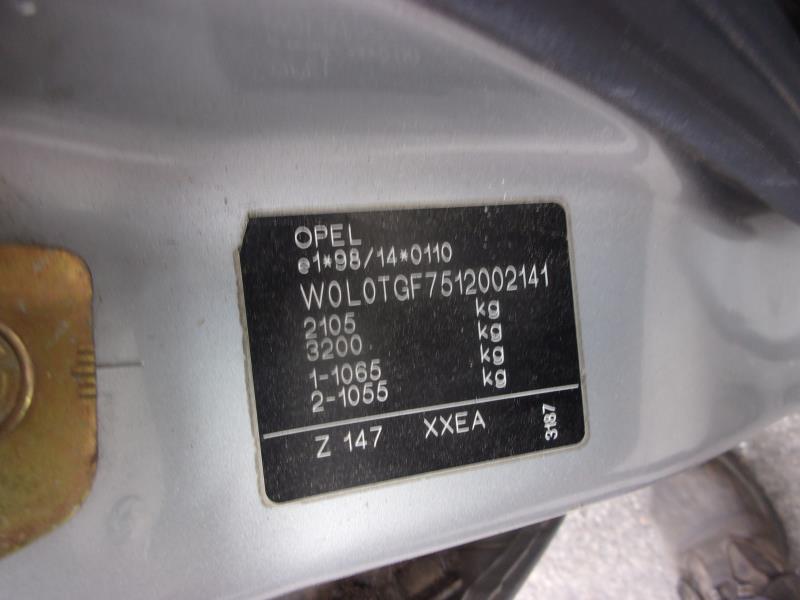 OPEL
e1*98/14*0110
W0L0TGF7512002141
2105 kg
3200 kg
1-1065 kg
2-1055 kg
Z 147 XXEA 3187